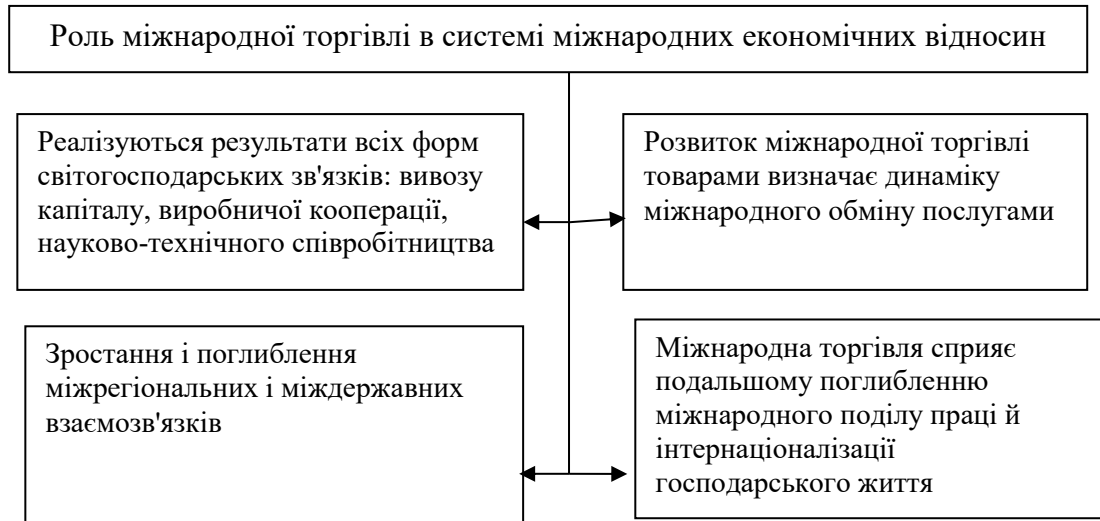 Роль міжнародної торгівлі в системі міжнародних економічних відносин
Реалізуються результати всіх форм
світогосподарських зв'язків: вивозу
капіталу, виробничої кооперації,
науково-технічного співробітництва
Розвиток міжнародної торгівлі
товарами визначає динаміку
міжнародного обміну послугами
Зростання і поглиблення
міжрегіональних і міждержавних
взаємозв'язків
Міжнародна торгівля сприяє
подальшому поглибленню
міжнародного поділу праці й
інтернаціоналізації
господарського життя